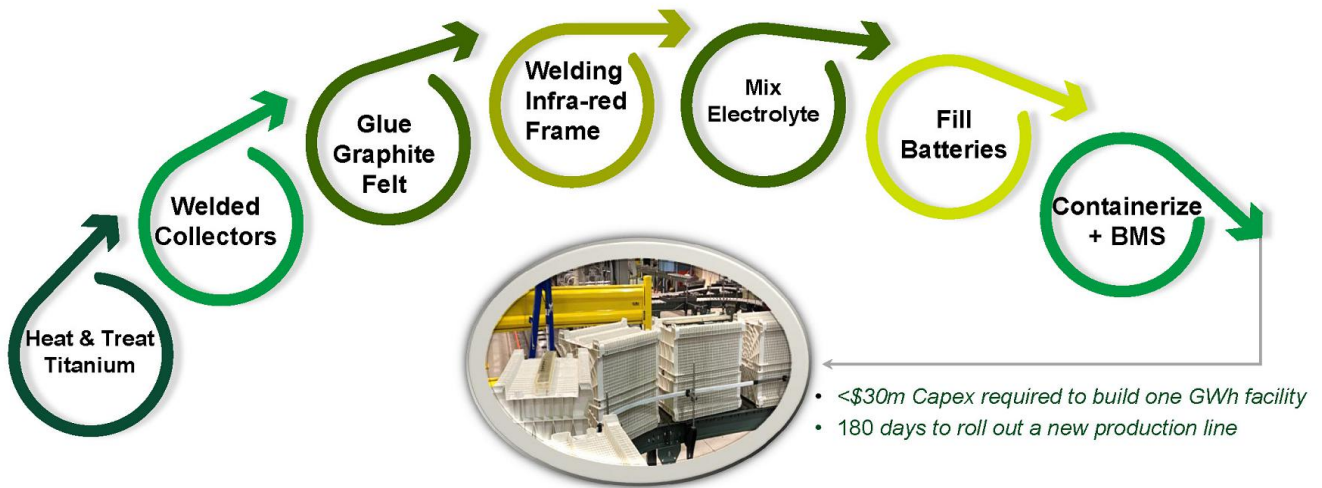 Heat & Treat
Titanium
Welded
Collectors
Glue
Graphite
Felt
Welding
Infra-red
Frame
Mix
Electrolyte
Fill
Batteries
Containerize
+ BMS
• <$30m Capex required to build one GWh facility
• 180 days to roll out a new production line